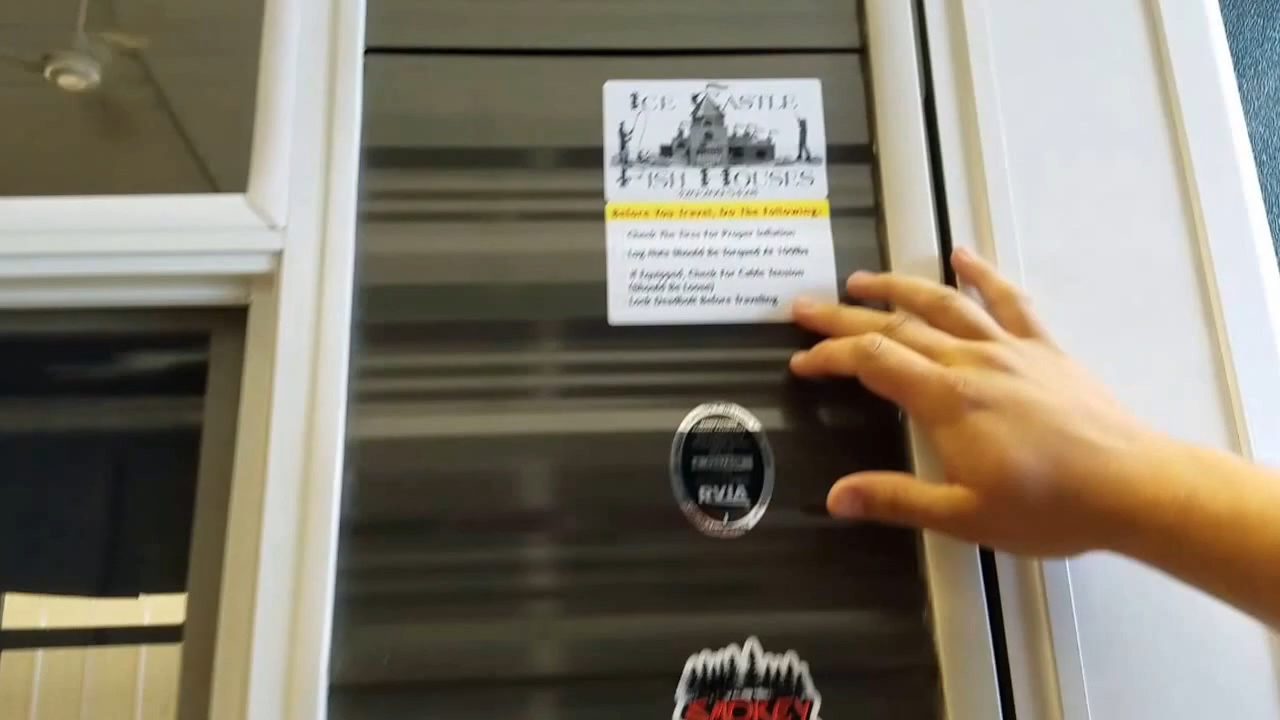 ICE CASTLE
FISH HOUSES
Before You Travel, Do The Following:
Check The Tires For Proper Inflation
Lug Nuts Should Be Torqued At 100lbs
If Equipped, Check For Cable Tension
(Should Be Loose)
Lock Deadbolt Before Traveling
RVIA
SMOKEY